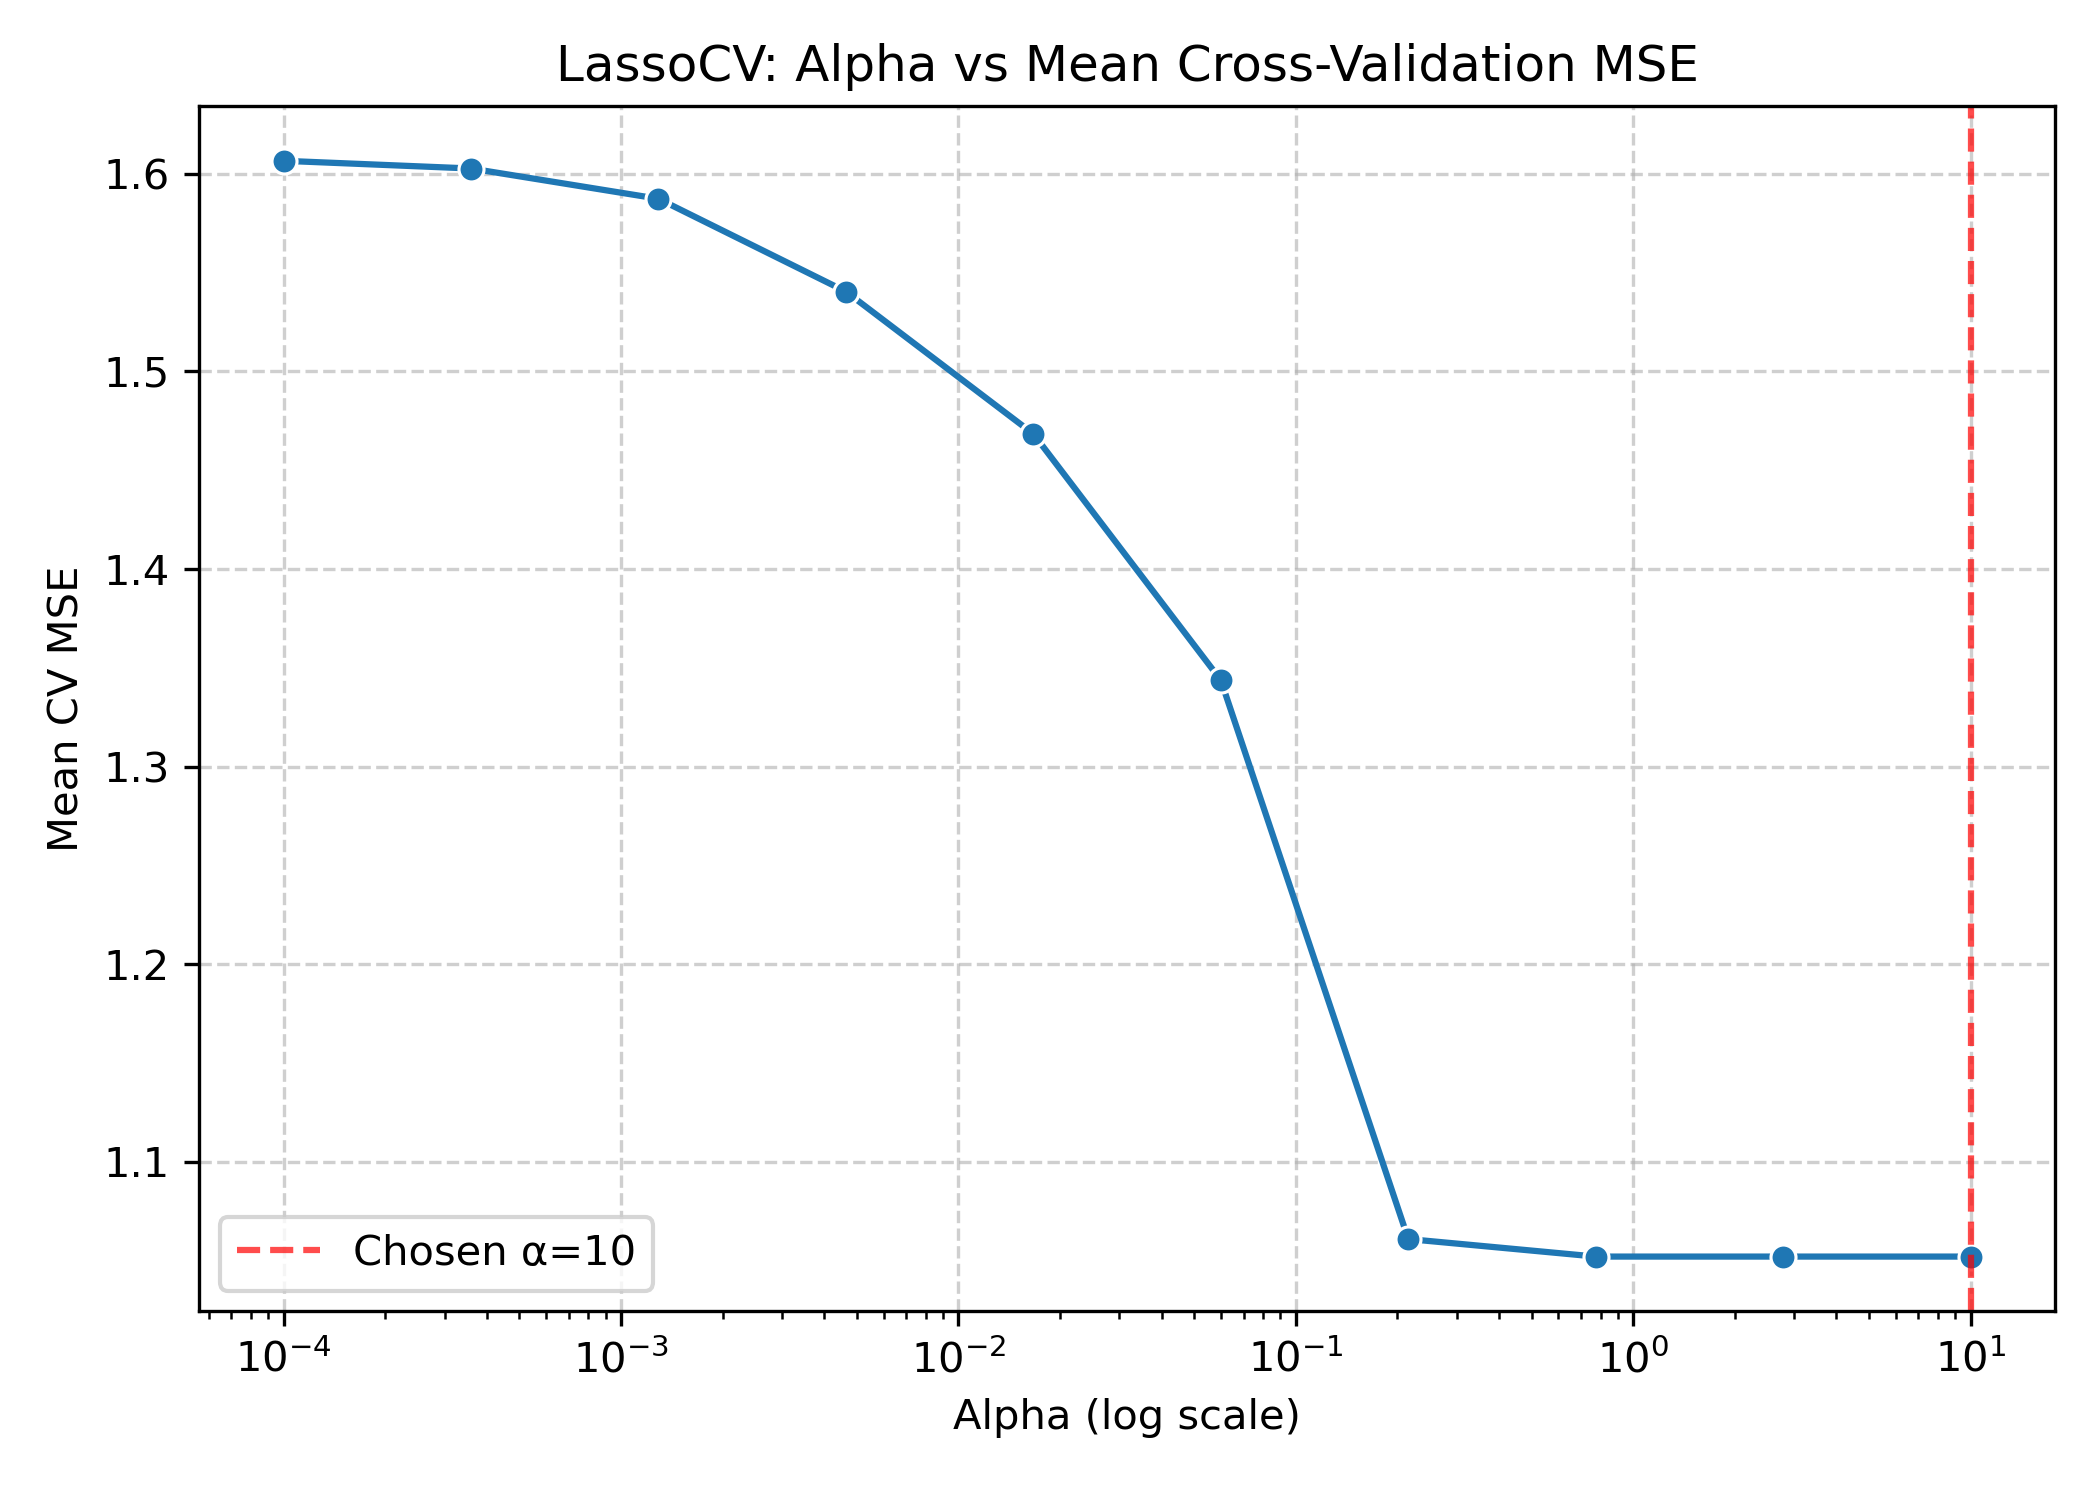 LassoCV: Alpha vs Mean Cross-Validation MSE
Mean CV MSE
1.6
1.5
1.4
1.3
1.2
1.1
Chosen α=10
10⁻⁴ 10⁻³ 10⁻² 10⁻¹ 10⁰ 10¹
Alpha (log scale)